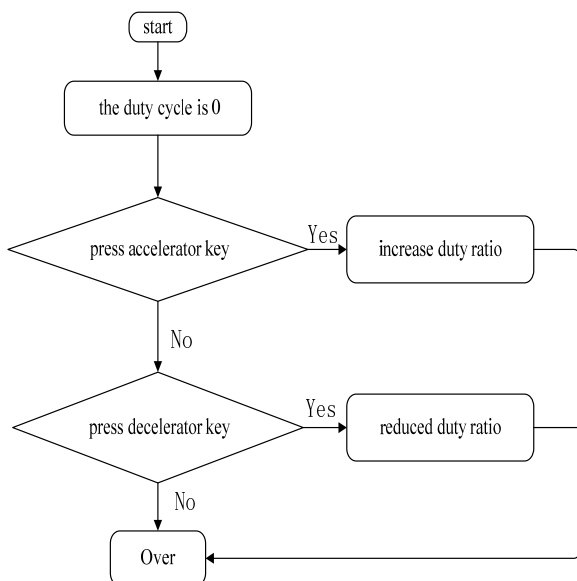 start
the duty cycle is 0
press accelerator key
Yes
increase duty ratio
No
press decelerator key
Yes
reduced duty ratio
No
Over